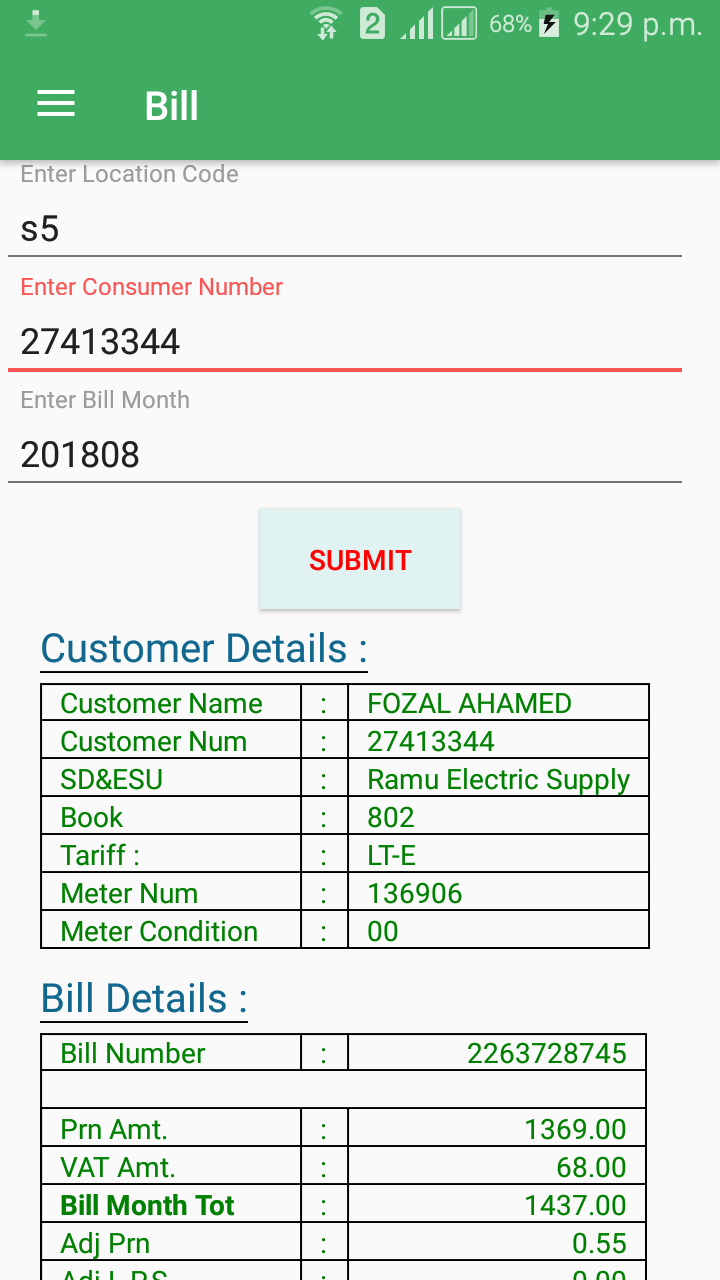 2 68% 9:29 p.m.
Bill
Enter Location Code
s5
Enter Consumer Number
27413344
Enter Bill Month
201808
SUBMIT
Customer Details :
Customer Name : FOZAL AHAMED
Customer Num : 27413344
SD&ESU : Ramu Electric Supply
Book : 802
Tariff : : LT-E
Meter Num : 136906
Meter Condition : 00
Bill Details :
Bill Number : 2263728745
Prn Amt. : 1369.00
VAT Amt. : 68.00
Bill Month Tot : 1437.00
Adj Prn : 0.55